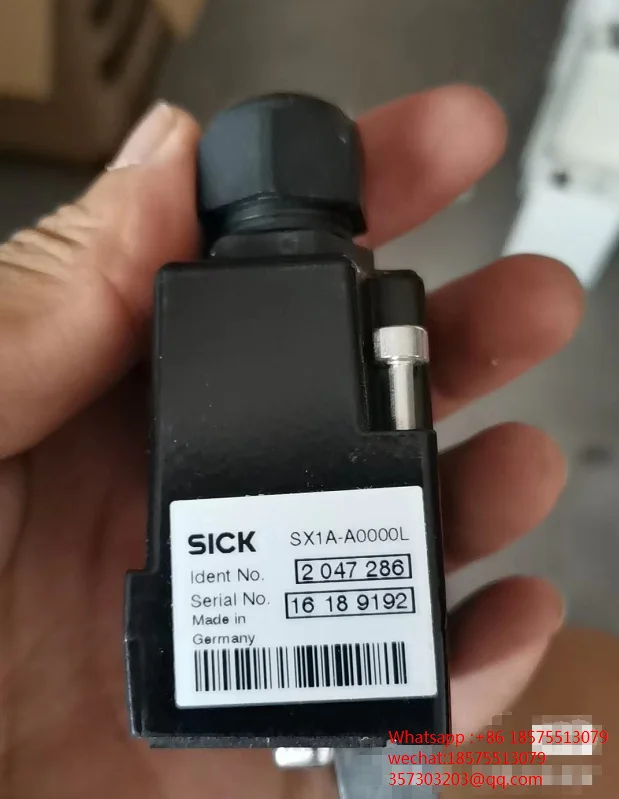 SICK SX1A-A0000L
Ident No. 2 047 286
Serial No. 16 18 9192
Made in
Germany
Whatsapp :+86 18575513079
wechat:18575513079
357303203@qq.com